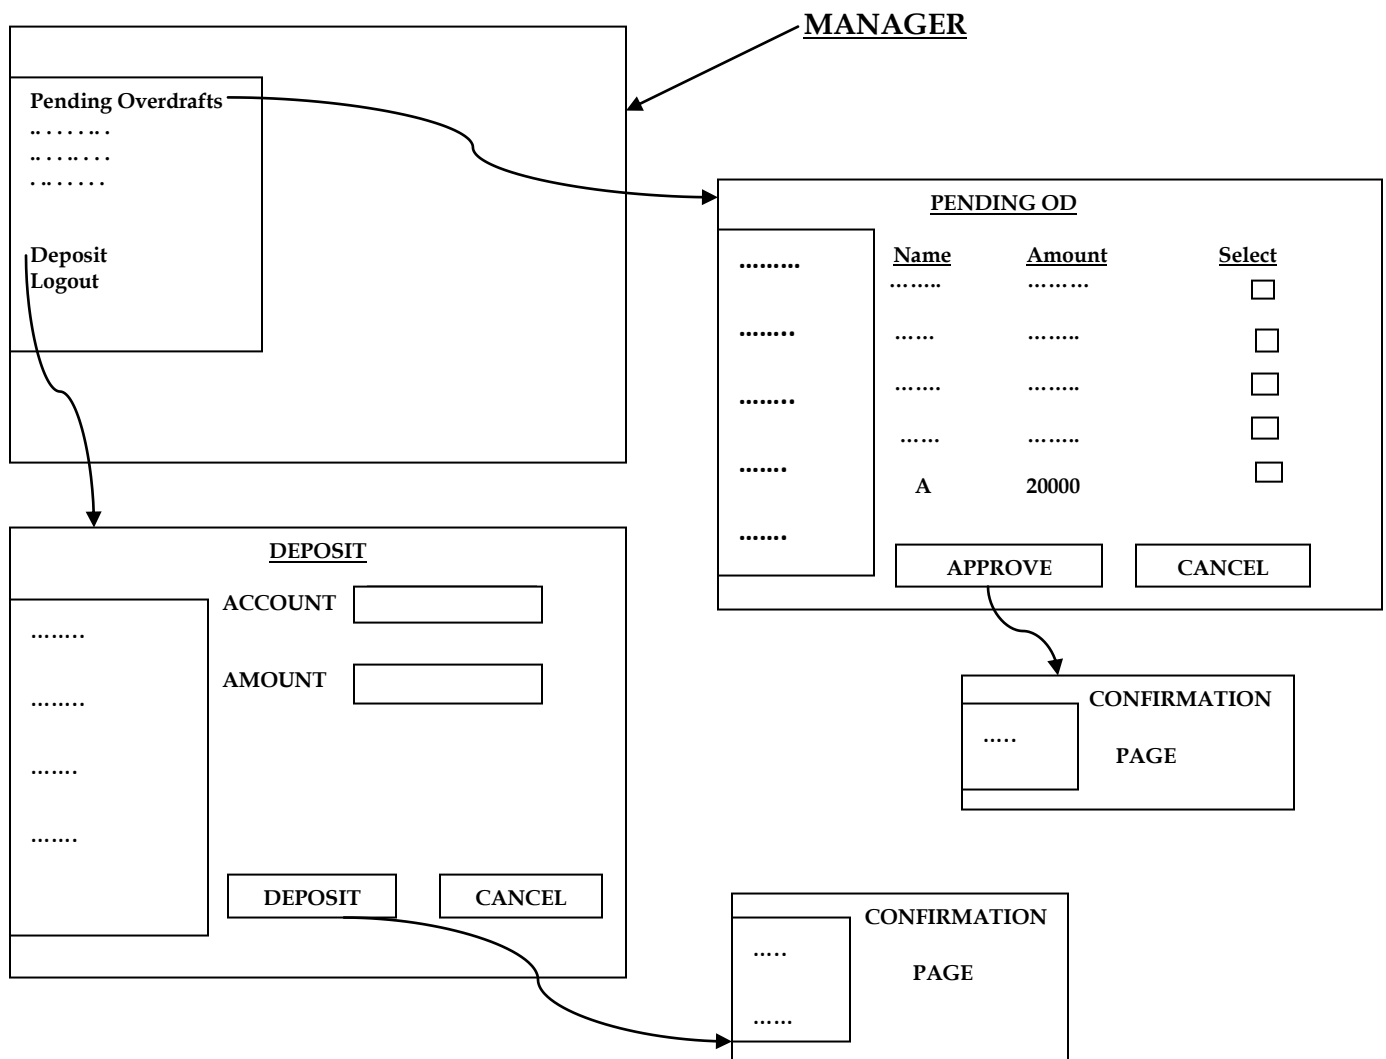 MANAGER
Pending Overdrafts
.. . . . . .. .
.. . . .. . . .
. .. . . . . .
Deposit
Logout
PENDING OD
Name Amount Select
......... ........ .........
........ ...... ........
........ ....... ........
....... ...... ........
A 20000
.......
APPROVE CANCEL
CONFIRMATION
.....
PAGE
DEPOSIT
ACCOUNT
........
AMOUNT
........
.......
.......
DEPOSIT CANCEL
CONFIRMATION
.....
PAGE
......